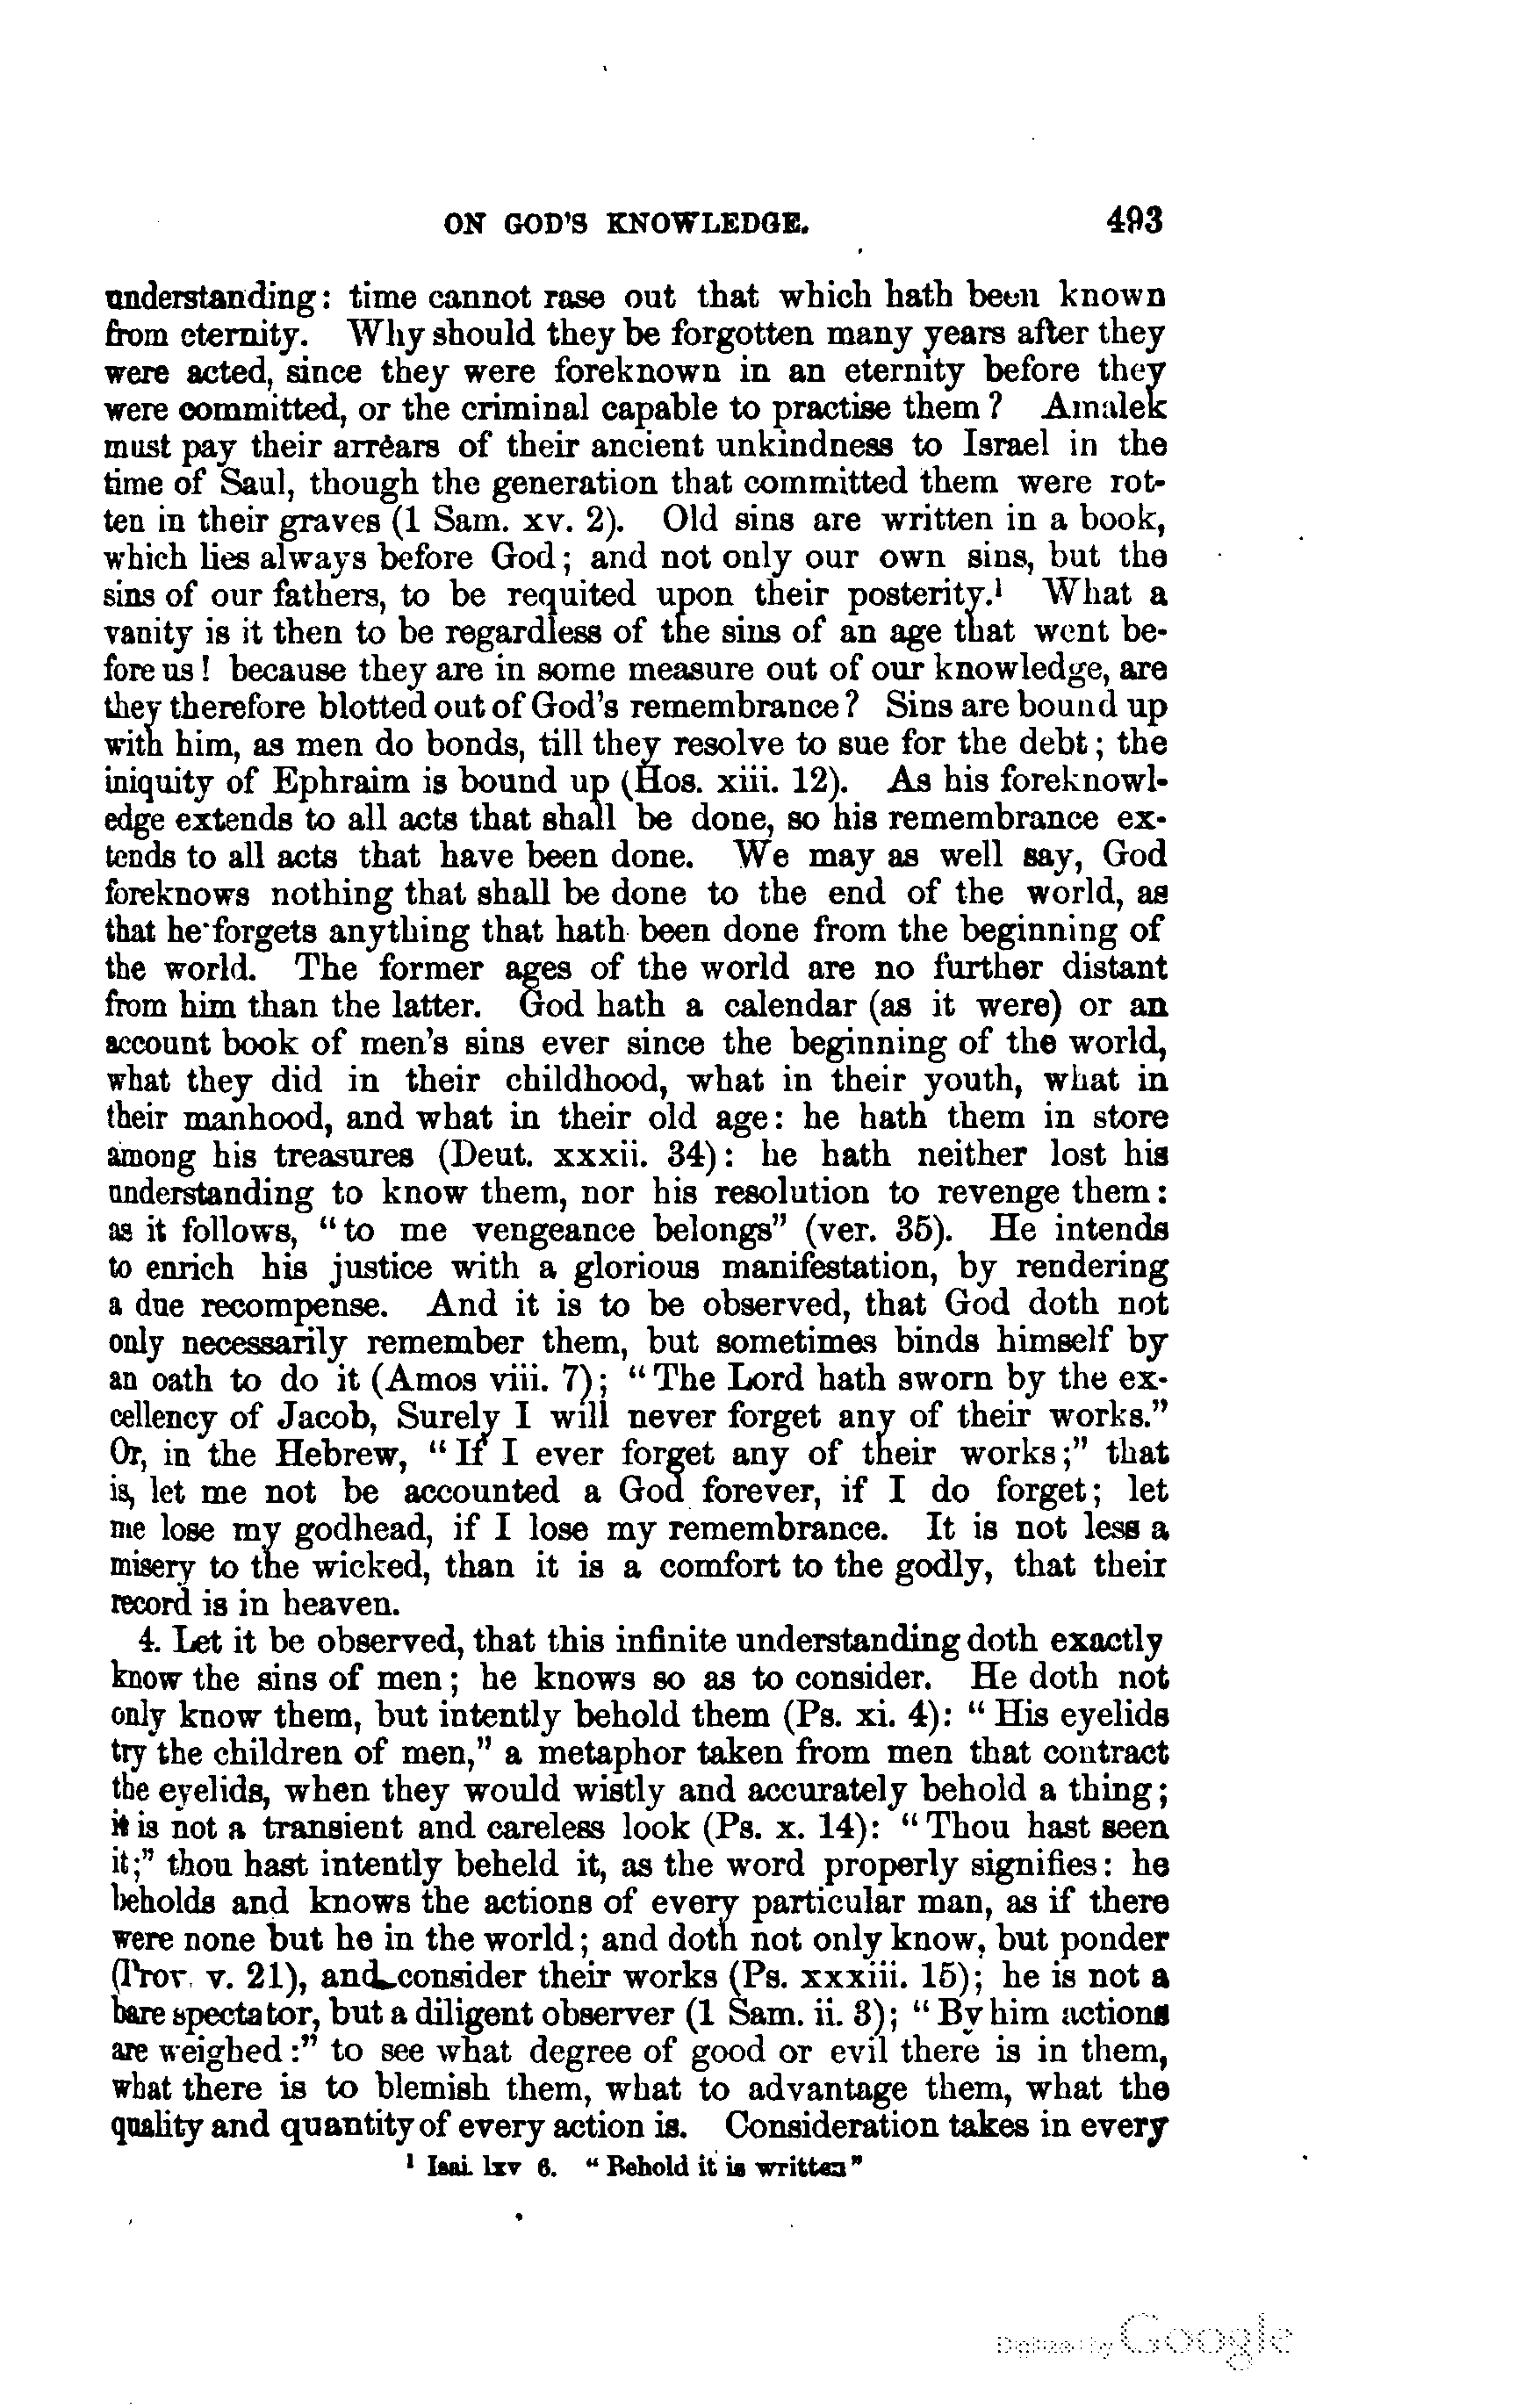 ON GOD'S KNOWLEDGE. 493
understanding: time cannot rase out that which hath been known
from eternity. Why should they be forgotten many years after they
were acted, since they were foreknown in an eternity before they
were committed, or the criminal capable to practise them? Amalek
must pay their arrears of their ancient unkindness to Israel in the
time of Saul, though the generation that committed them were rot-
ten in their graves (1 Sam. xv. 2). Old sins are written in a book,
which lies always before God; and not only our own sins, but the
sins of our fathers, to be requited upon their posterity.¹ What a
vanity is it then to be regardless of the sins of an age that went be-
fore us! because they are in some measure out of our knowledge, are
they therefore blotted out of God's remembrance? Sins are bound up
with him, as men do bonds, till they resolve to sue for the debt; the
iniquity of Ephraim is bound up (Hos. xiii. 12). As his foreknowl-
edge extends to all acts that shall be done, so his remembrance ex-
tends to all acts that have been done. We may as well say, God
foreknows nothing that shall be done to the end of the world, as
that he forgets anything that hath been done from the beginning of
the world. The former ages of the world are no further distant
from him than the latter. God hath a calendar (as it were) or an
account book of men's sins ever since the beginning of the world,
what they did in their childhood, what in their youth, what in
their manhood, and what in their old age: he hath them in store
among his treasures (Deut. xxxii. 34): he hath neither lost his
understanding to know them, nor his resolution to revenge them:
as it follows, "to me vengeance belongs" (ver. 35). He intends
to enrich his justice with a glorious manifestation, by rendering
a due recompense. And it is to be observed, that God doth not
only necessarily remember them, but sometimes binds himself by
an oath to do it (Amos viii. 7); "The Lord hath sworn by the ex-
cellency of Jacob, Surely I will never forget any of their works."
Or, in the Hebrew, "If I ever forget any of their works;" that
is, let me not be accounted a God forever, if I do forget; let
me lose my godhead, if I lose my remembrance. It is not less a
misery to the wicked, than it is a comfort to the godly, that their
record is in heaven.
4. Let it be observed, that this infinite understanding doth exactly
know the sins of men; he knows so as to consider. He doth not
only know them, but intently behold them (Ps. xi. 4): "His eyelids
try the children of men," a metaphor taken from men that contract
the eyelids, when they would wistly and accurately behold a thing;
it is not a transient and careless look (Ps. x. 14): "Thou hast seen
it;" thou hast intently beheld it, as the word properly signifies: he
beholds and knows the actions of every particular man, as if there
were none but he in the world; and doth not only know, but ponder
(Prov. v. 21), and consider their works (Ps. xxxiii. 15); he is not a
bare spectator, but a diligent observer (1 Sam. ii. 3); "By him actions
are weighed:" to see what degree of good or evil there is in them,
what there is to blemish them, what to advantage them, what the
quality and quantity of every action is. Consideration takes in every
¹ Isai. lxv 6. "Behold it is written"
Digitized by Google